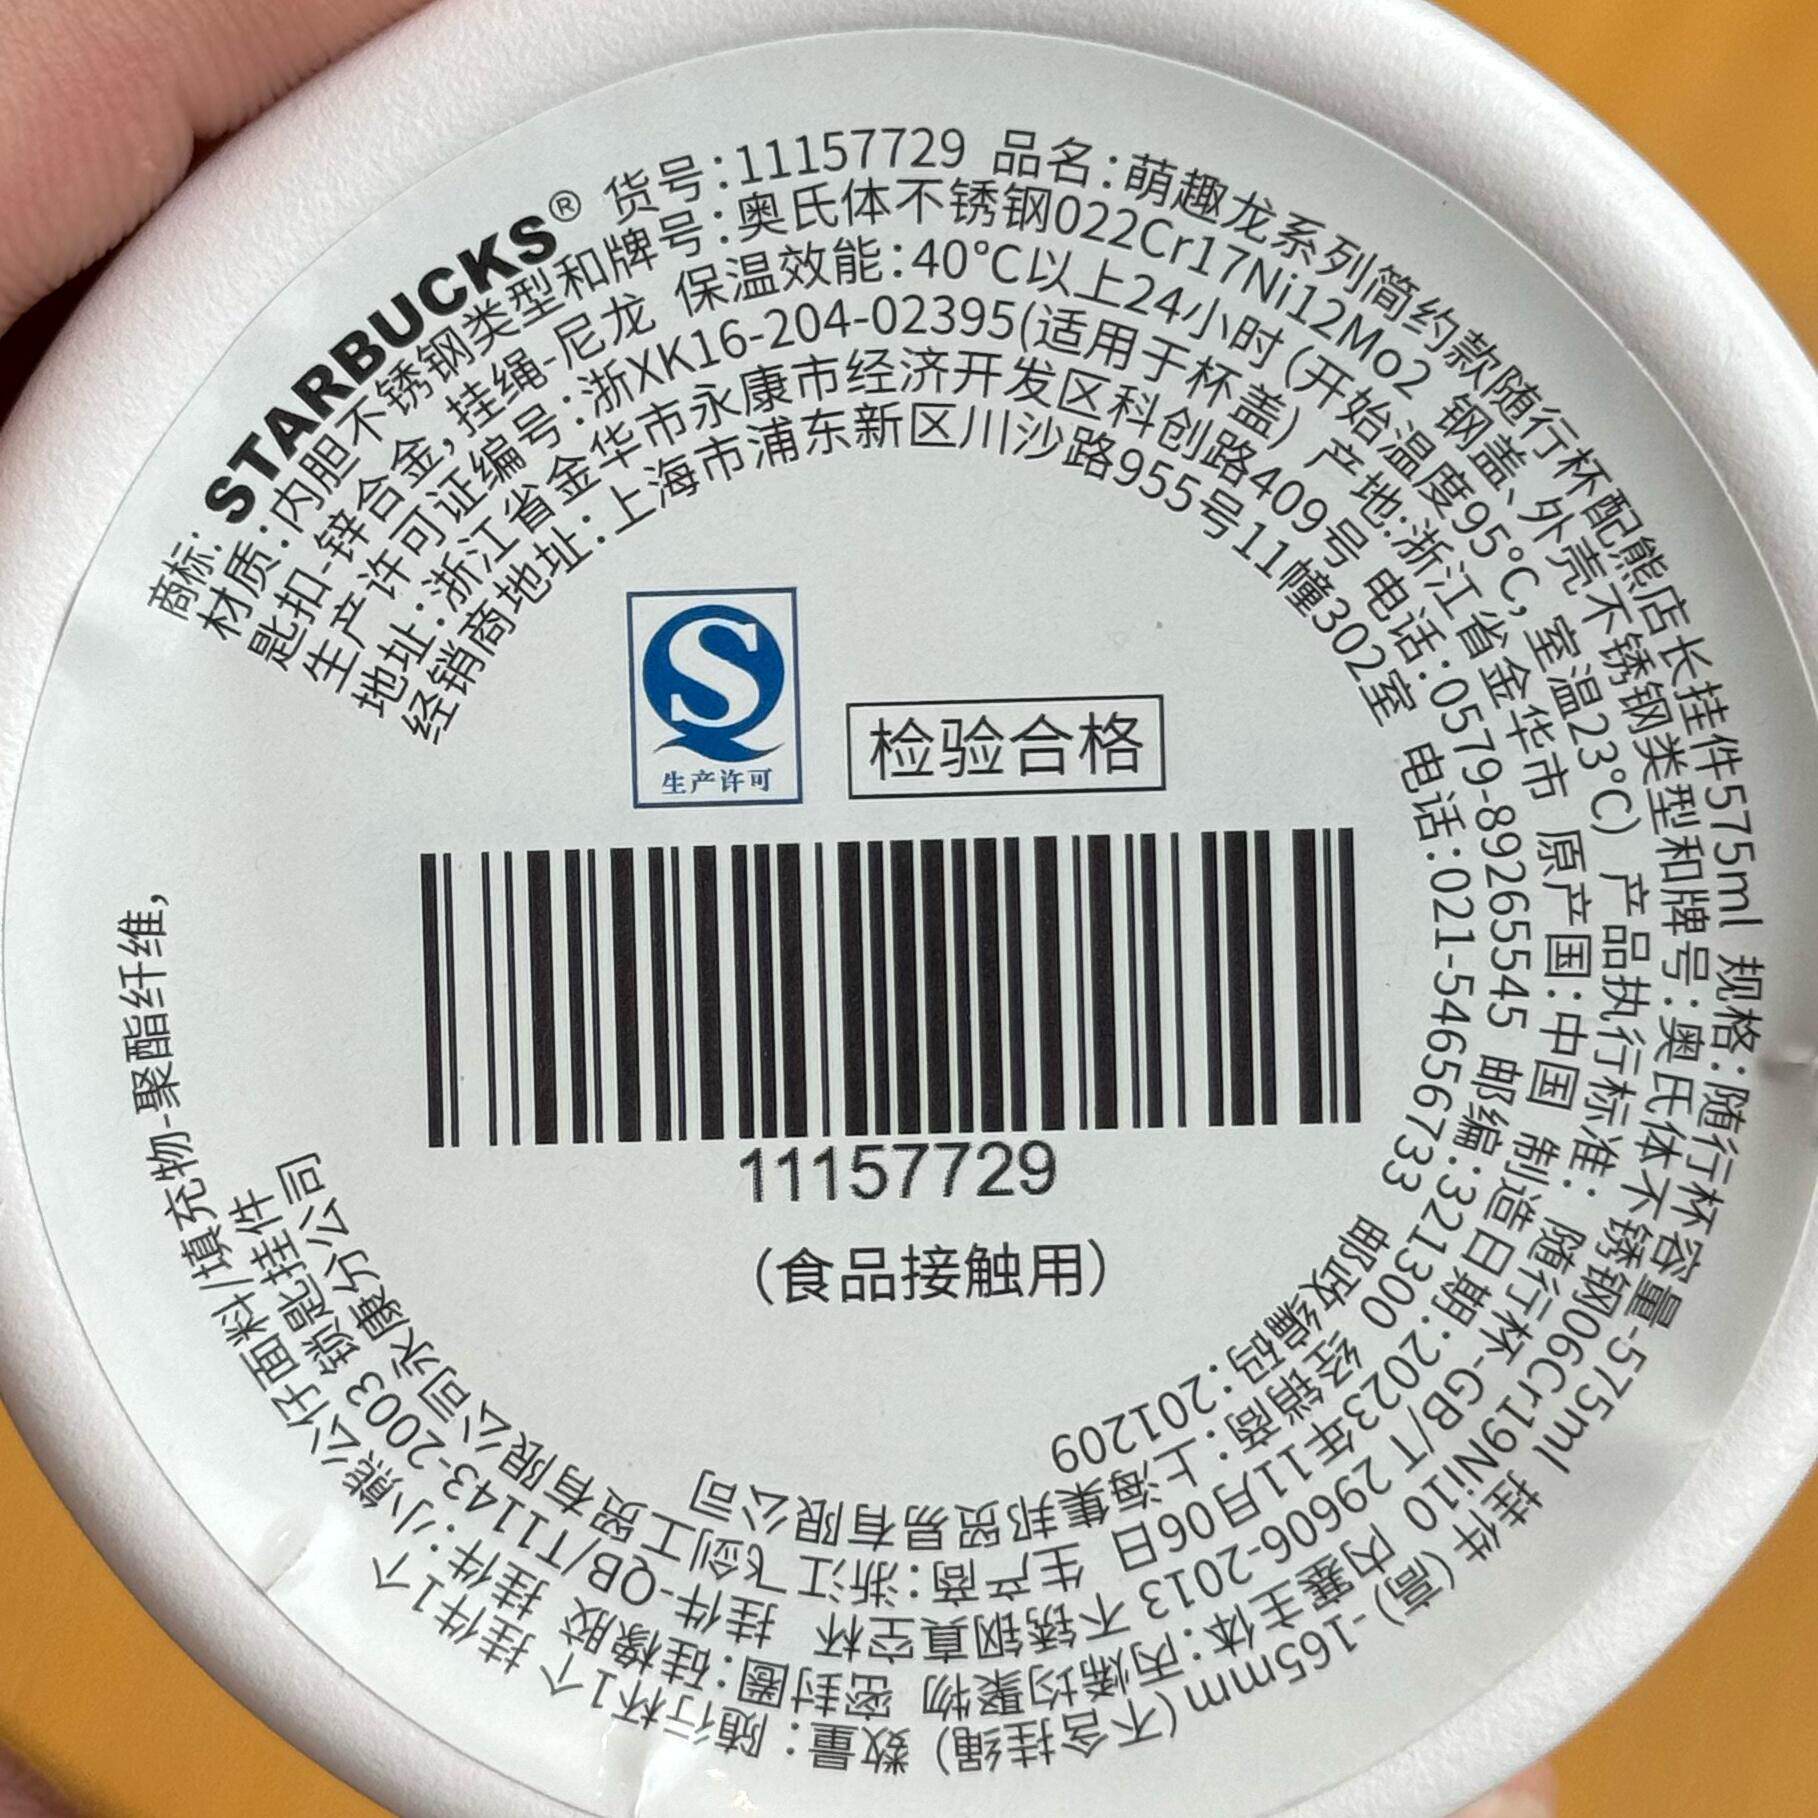 商标: STARBUCKS® 货号:11157729 品名:萌趣龙系列简约款随行杯配熊店长挂件575ml 规格:随行杯容量-575ml 挂件(高)-165mm(不含挂绳) 数量:随行杯1个 挂件1个
材质:内胆不锈钢类型和牌号:奥氏体不锈钢022Cr17Ni12Mo2 钢盖、外壳不锈钢类型和牌号:奥氏体不锈钢06Cr19Ni10 内塞主体:丙烯均聚物 密封圈:硅橡胶 挂件:小熊公仔面料/填充物-聚酯纤维,
匙扣-锌合金,挂绳-尼龙 保温效能:40℃以上24小时(开始温度95℃,室温23℃) 产品执行标准: 随行杯-GB/T 29606-2013 不锈钢真空杯 挂件-QB/T1143-2003 锁匙挂件
生产许可证编号:浙XK16-204-02395(适用于杯盖) 产地:浙江省金华市 原产国:中国 制造日期:2023年11月06日 生产商:浙江飞剑工贸有限公司永康分公司
地址:浙江省金华市永康市经济开发区科创路409号 电话:0579-89265545 邮编:321300 经销商:上海集邦贸易有限公司
经销商地址:上海市浦东新区川沙路955号11幢302室 电话:021-54656733 邮政编码:201209
生产许可
检验合格
11157729
(食品接触用)